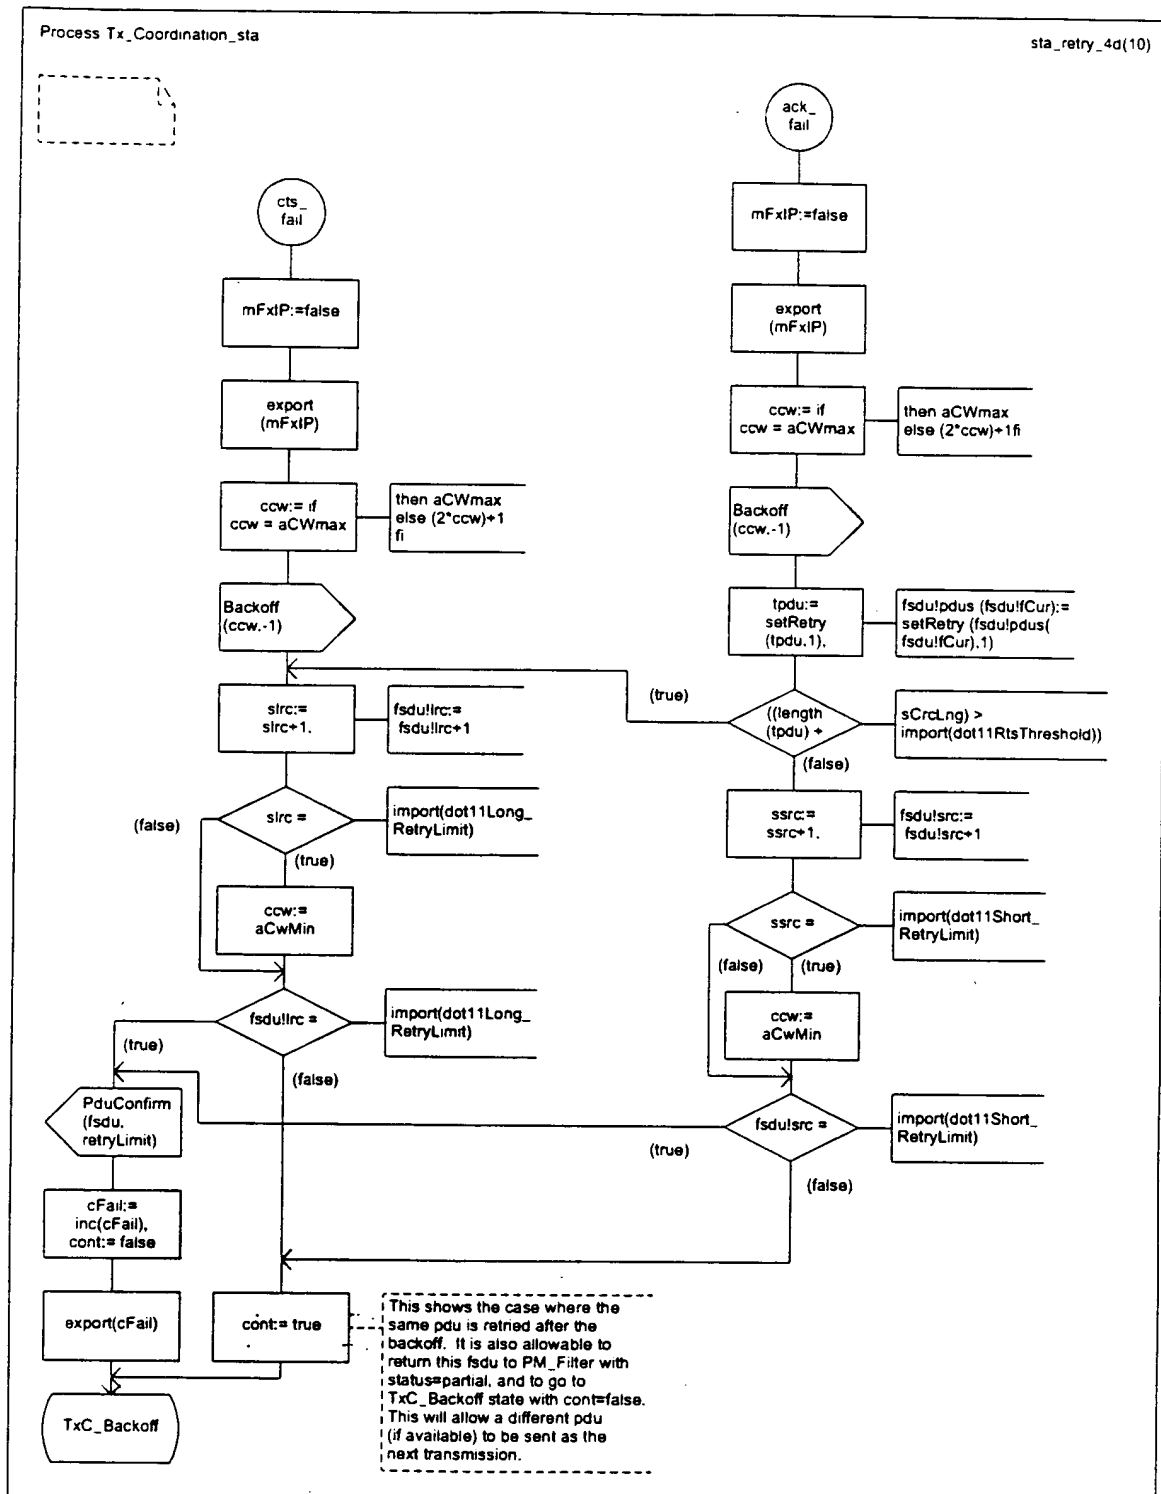 Process Tx_Coordination_sta
sta_retry_4d(10)
cts_
fail
mFxIP:=false
export
(mFxIP)
ccw:= if
ccw = aCWmax
then aCWmax
else (2*ccw)+1
fi
Backoff
(ccw,-1)
slrc:=
slrc+1,
fsdu!lrc:=
fsdu!lrc+1
slrc =
import(dot11Long_
RetryLimit)
(false)
(true)
ccw:=
aCwMin
fsdu!lrc =
import(dot11Long_
RetryLimit)
(true)
(false)
PduConfirm
(fsdu,
retryLimit)
cFail:=
inc(cFail),
cont:= false
export(cFail)
cont:= true
TxC_Backoff
This shows the case where the
same pdu is retried after the
backoff. It is also allowable to
return this fsdu to PM_Filter with
status=partial, and to go to
TxC_Backoff state with cont=false.
This will allow a different pdu
(if available) to be sent as the
next transmission.
ack_
fail
mFxIP:=false
export
(mFxIP)
ccw:= if
ccw = aCWmax
then aCWmax
else (2*ccw)+1fi
Backoff
(ccw,-1)
tpdu:=
setRetry
(tpdu,1),
fsdu!pdus (fsdu!fCur):=
setRetry (fsdu!pdus(
fsdu!fCur),1)
(true)
((length
(tpdu) +
sCrcLng) >
import(dot11RtsThreshold))
(false)
ssrc:=
ssrc+1,
fsdu!src:=
fsdu!src+1
ssrc =
import(dot11Short_
RetryLimit)
(false)
(true)
ccw:=
aCwMin
fsdu!src =
import(dot11Short_
RetryLimit)
(true)
(false)